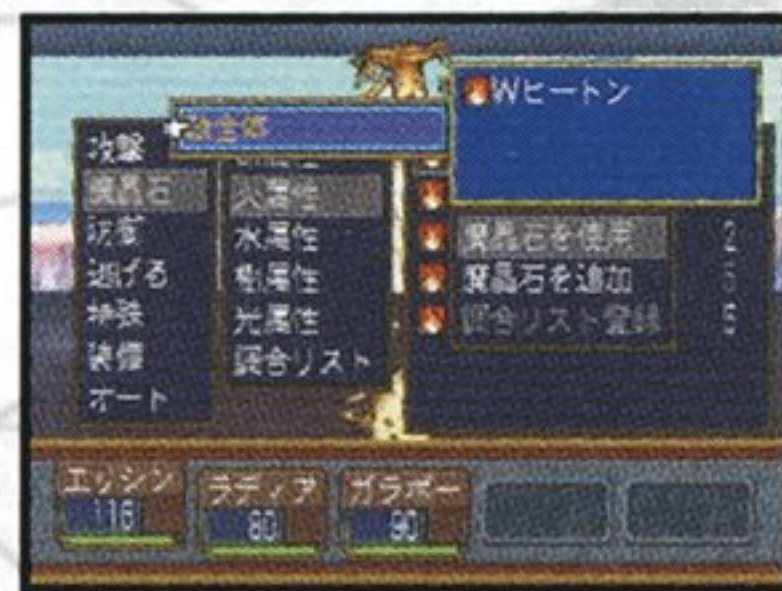 Wヒートン
攻撃
魔晶石
防御
逃げる
特殊
装備
オート
火属性
水属性
樹属性
光属性
調合リスト
魔晶石を使用 2
魔晶石を追加
調合リスト登録 5
エッシン
116
ラディア
80
ガラボー
90